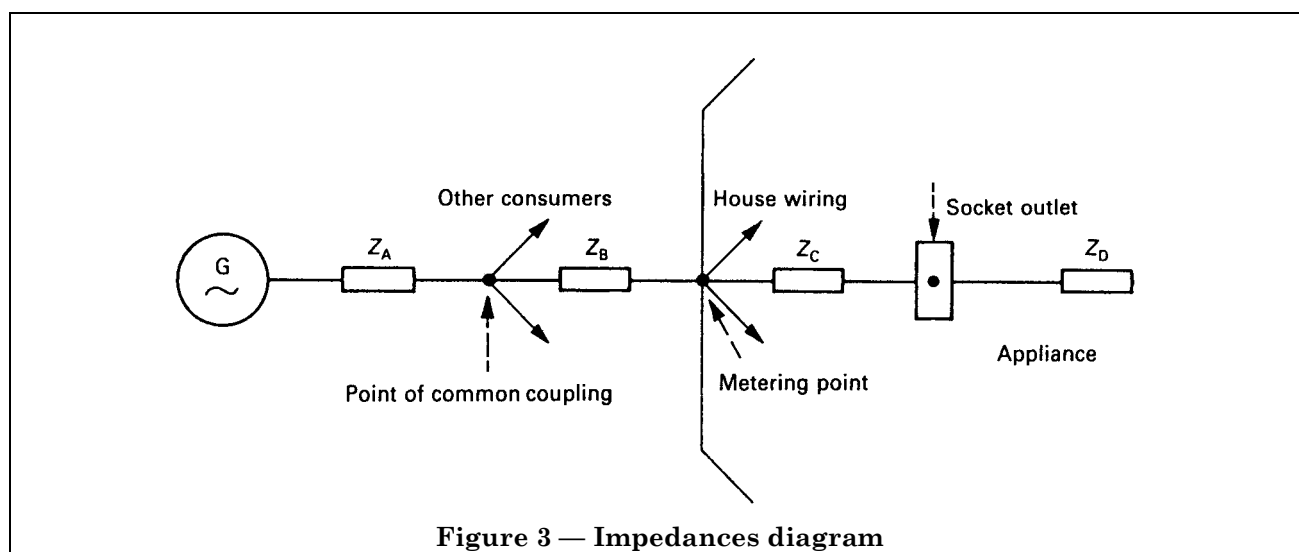 Other consumers
House wiring
Socket outlet
G
Z_A
Z_B
Z_C
Z_D
Appliance
Metering point
Point of common coupling
Figure 3 — Impedances diagram